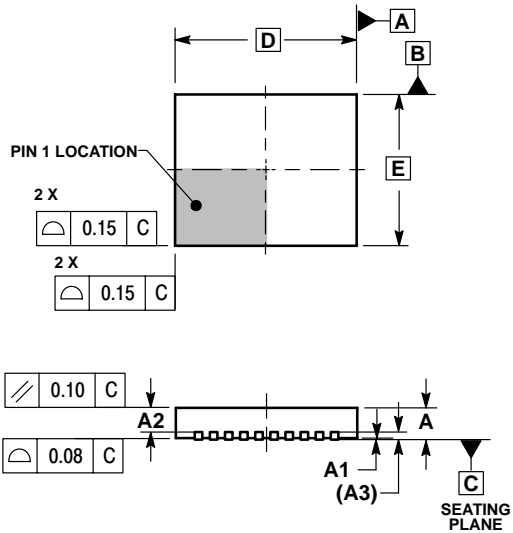 D
A
B
PIN 1 LOCATION
E
2 X
⌓ 0.15 C
2 X
⌓ 0.15 C
⫽ 0.10 C
A2
A
⌓ 0.08 C
A1
(A3)
C
SEATING
PLANE